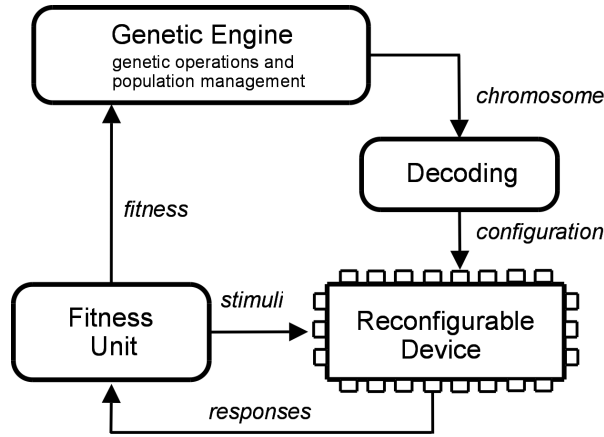 Genetic Engine
genetic operations and
population management
chromosome
Decoding
fitness
configuration
stimuli
Fitness
Unit
Reconfigurable
Device
responses